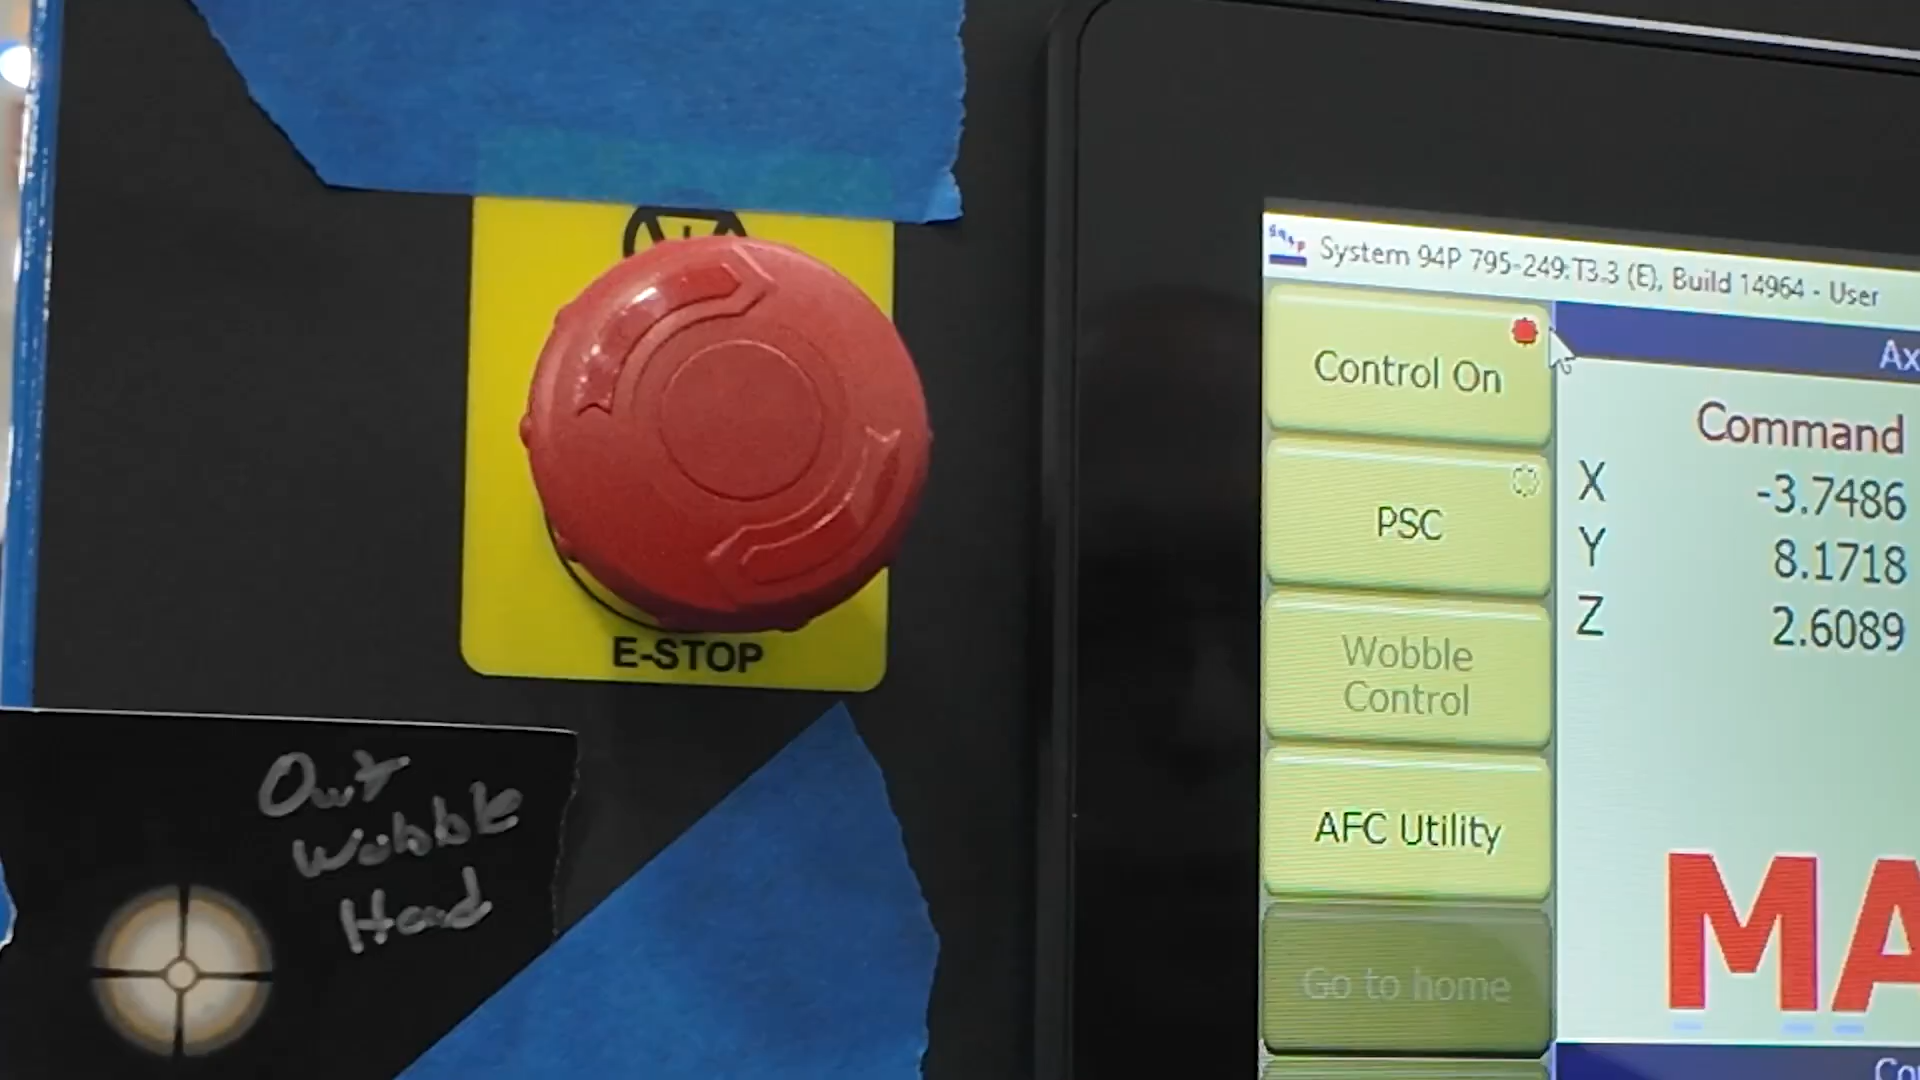 System 94P 795-249:T3.3 (E), Build 14964 - User
Control On
PSC
Wobble
Control
AFC Utility
Go to home
Command
X -3.7486
Y 8.1718
Z 2.6089
E-STOP
Wobble
Head